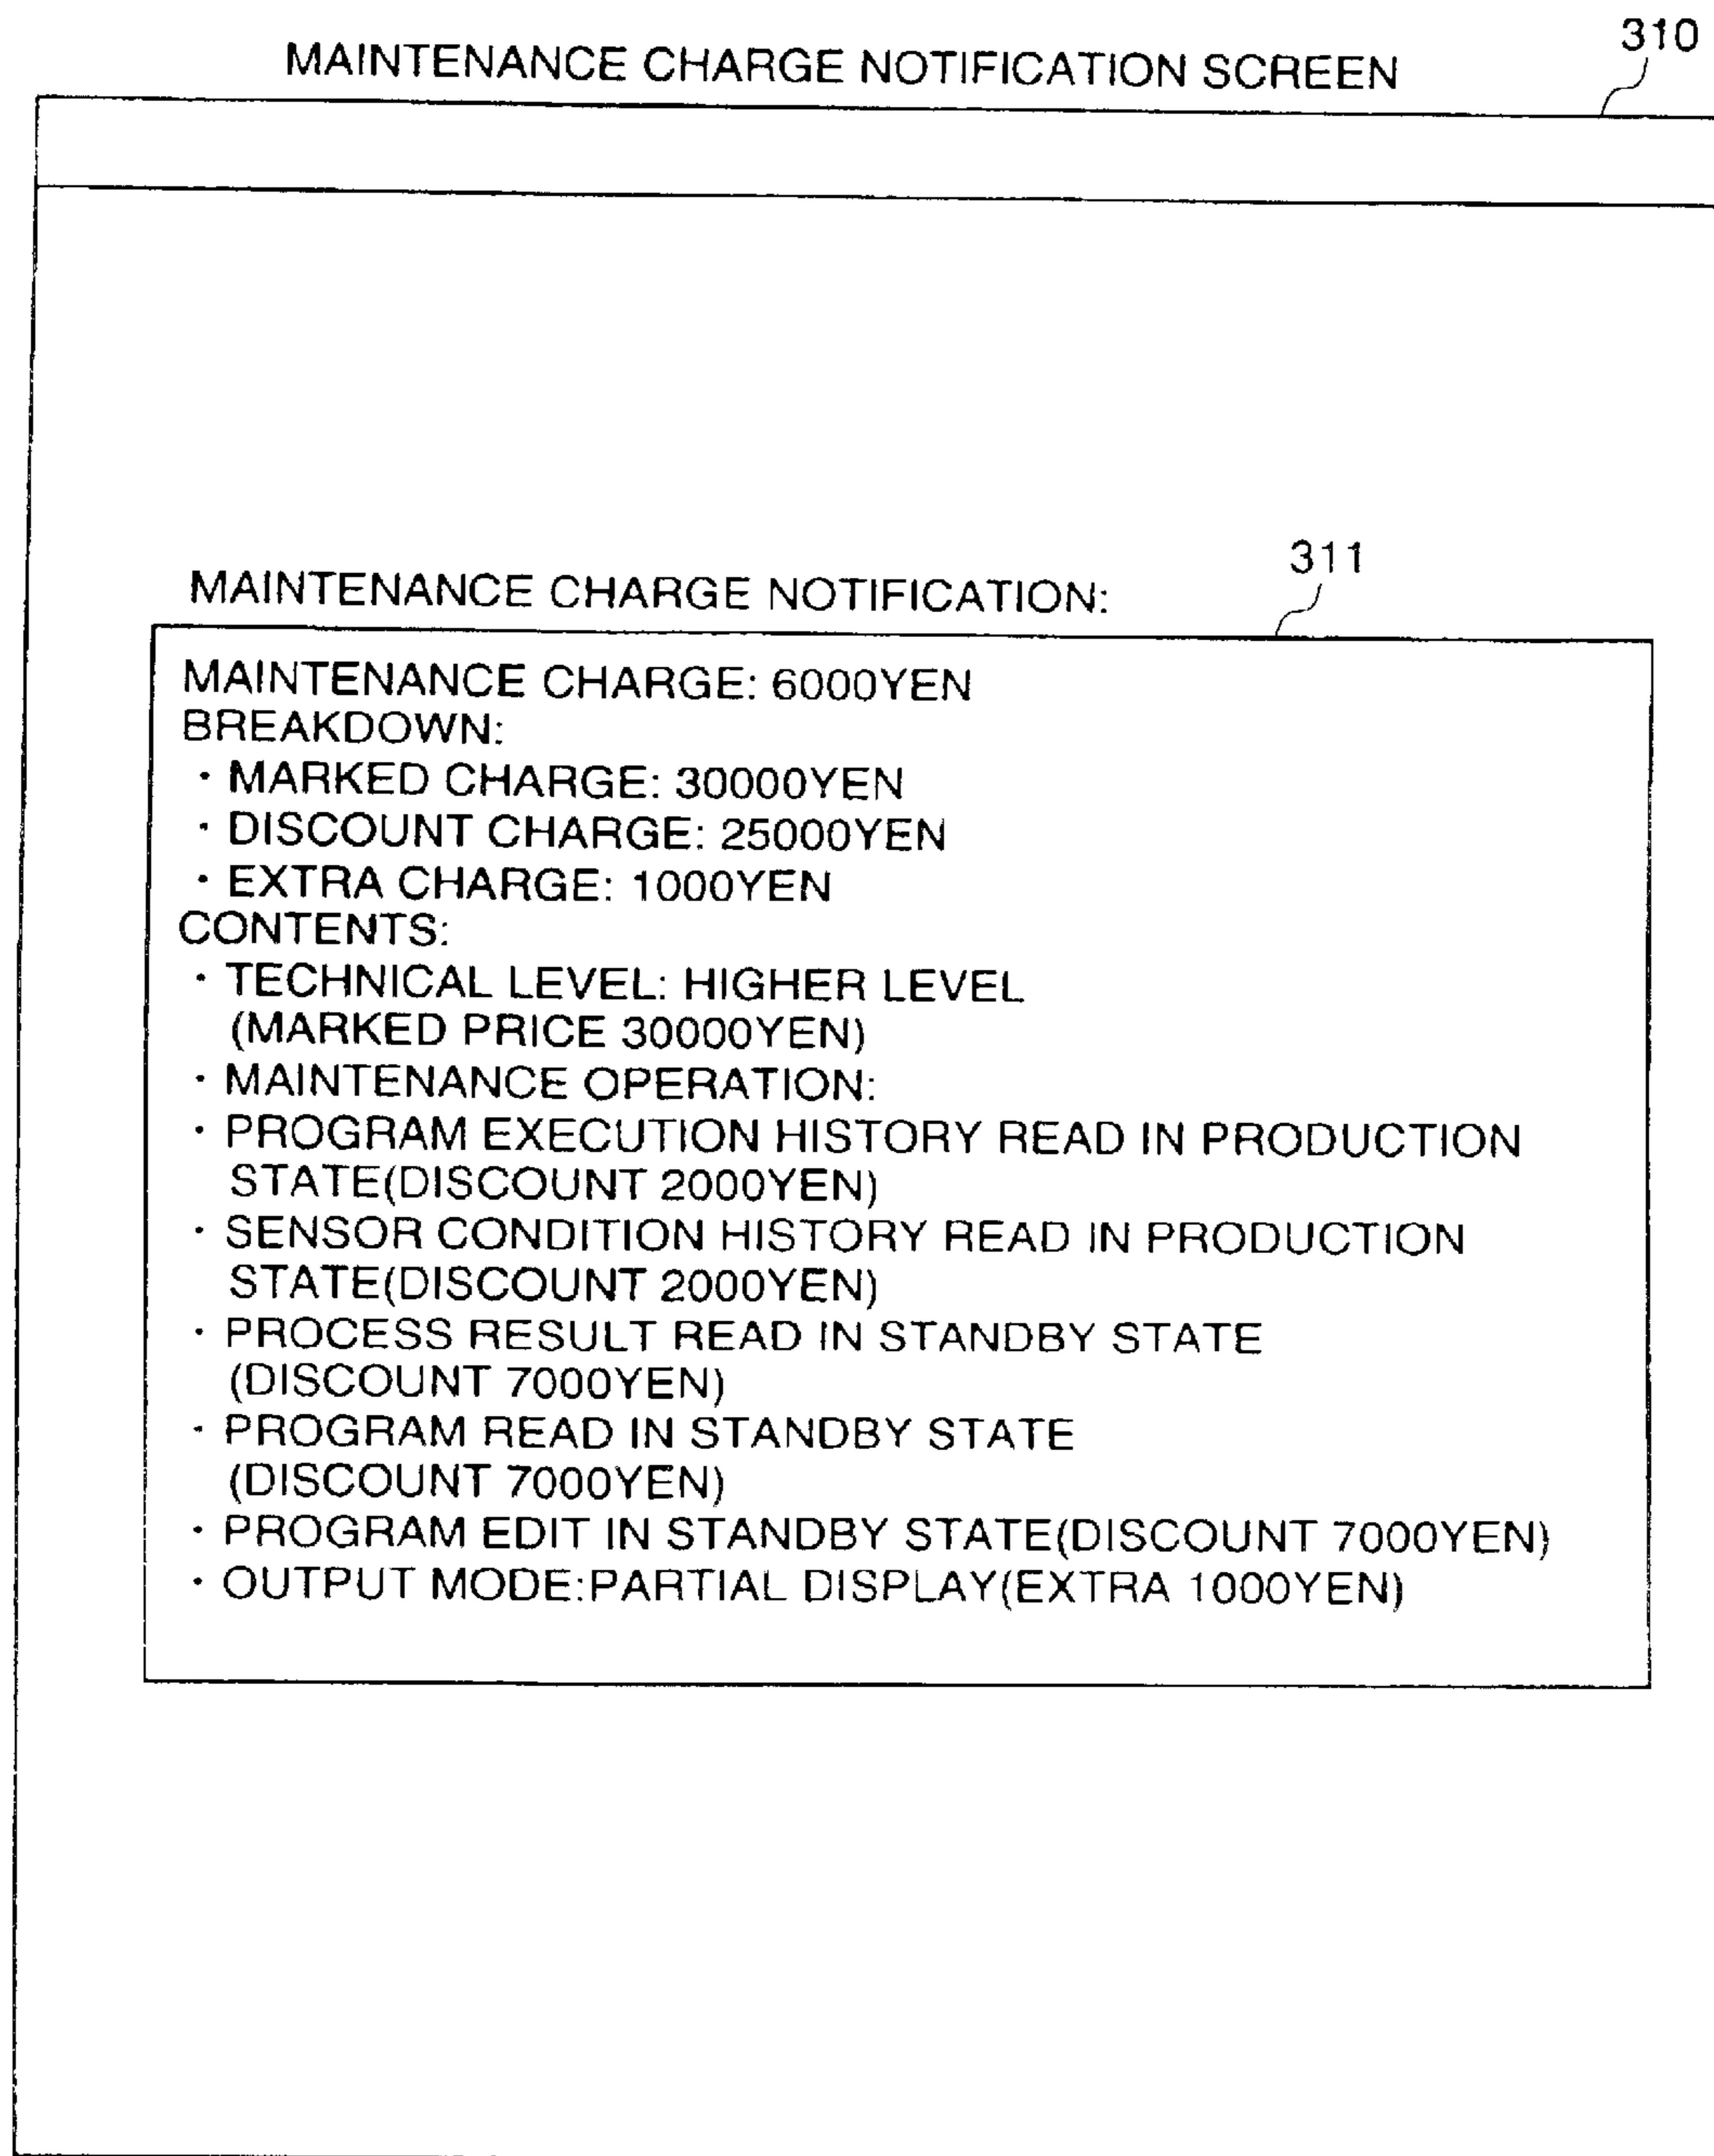 310
MAINTENANCE CHARGE NOTIFICATION SCREEN
311
MAINTENANCE CHARGE NOTIFICATION:
MAINTENANCE CHARGE: 6000YEN
BREAKDOWN:
・MARKED CHARGE: 30000YEN
・DISCOUNT CHARGE: 25000YEN
・EXTRA CHARGE: 1000YEN
CONTENTS:
・TECHNICAL LEVEL: HIGHER LEVEL
(MARKED PRICE 30000YEN)
・MAINTENANCE OPERATION:
・PROGRAM EXECUTION HISTORY READ IN PRODUCTION
STATE(DISCOUNT 2000YEN)
・SENSOR CONDITION HISTORY READ IN PRODUCTION
STATE(DISCOUNT 2000YEN)
・PROCESS RESULT READ IN STANDBY STATE
(DISCOUNT 7000YEN)
・PROGRAM READ IN STANDBY STATE
(DISCOUNT 7000YEN)
・PROGRAM EDIT IN STANDBY STATE(DISCOUNT 7000YEN)
・OUTPUT MODE:PARTIAL DISPLAY(EXTRA 1000YEN)